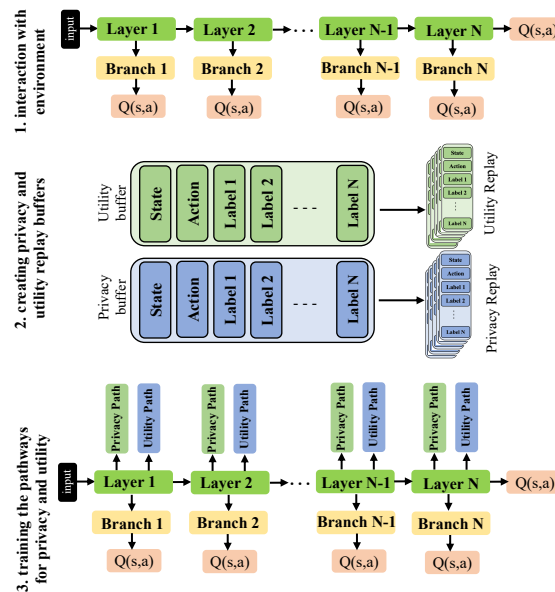 1. interaction with
environment
input
Layer 1
Layer 2
. . .
Layer N-1
Layer N
Q(s,a)
Branch 1
Branch 2
Branch N-1
Branch N
Q(s,a)
Q(s,a)
Q(s,a)
Q(s,a)
2. creating privacy and
utility replay buffers
Utility
buffer
State
Action
Label 1
Label 2
- - -
Label N
State
Action
Label 1
Label 2
- - -
Label N
Utility Replay
Privacy
buffer
State
Action
Label 1
Label 2
- - -
Label N
State
Action
Label 1
Label 2
- - -
Label N
Privacy Replay
3. training the pathways
for privacy and utility
Privacy Path
Utility Path
Privacy Path
Utility Path
Privacy Path
Utility Path
Privacy Path
Utility Path
input
Layer 1
Layer 2
. . .
Layer N-1
Layer N
Q(s,a)
Branch 1
Branch 2
Branch N-1
Branch N
Q(s,a)
Q(s,a)
Q(s,a)
Q(s,a)